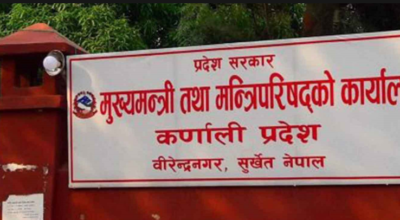 प्रदेश सरकार
मुख्यमन्त्री तथा मन्त्रिपरिषद्को कार्याल
कर्णाली प्रदेश
वीरेन्द्रनगर, सुर्खेत नेपाल